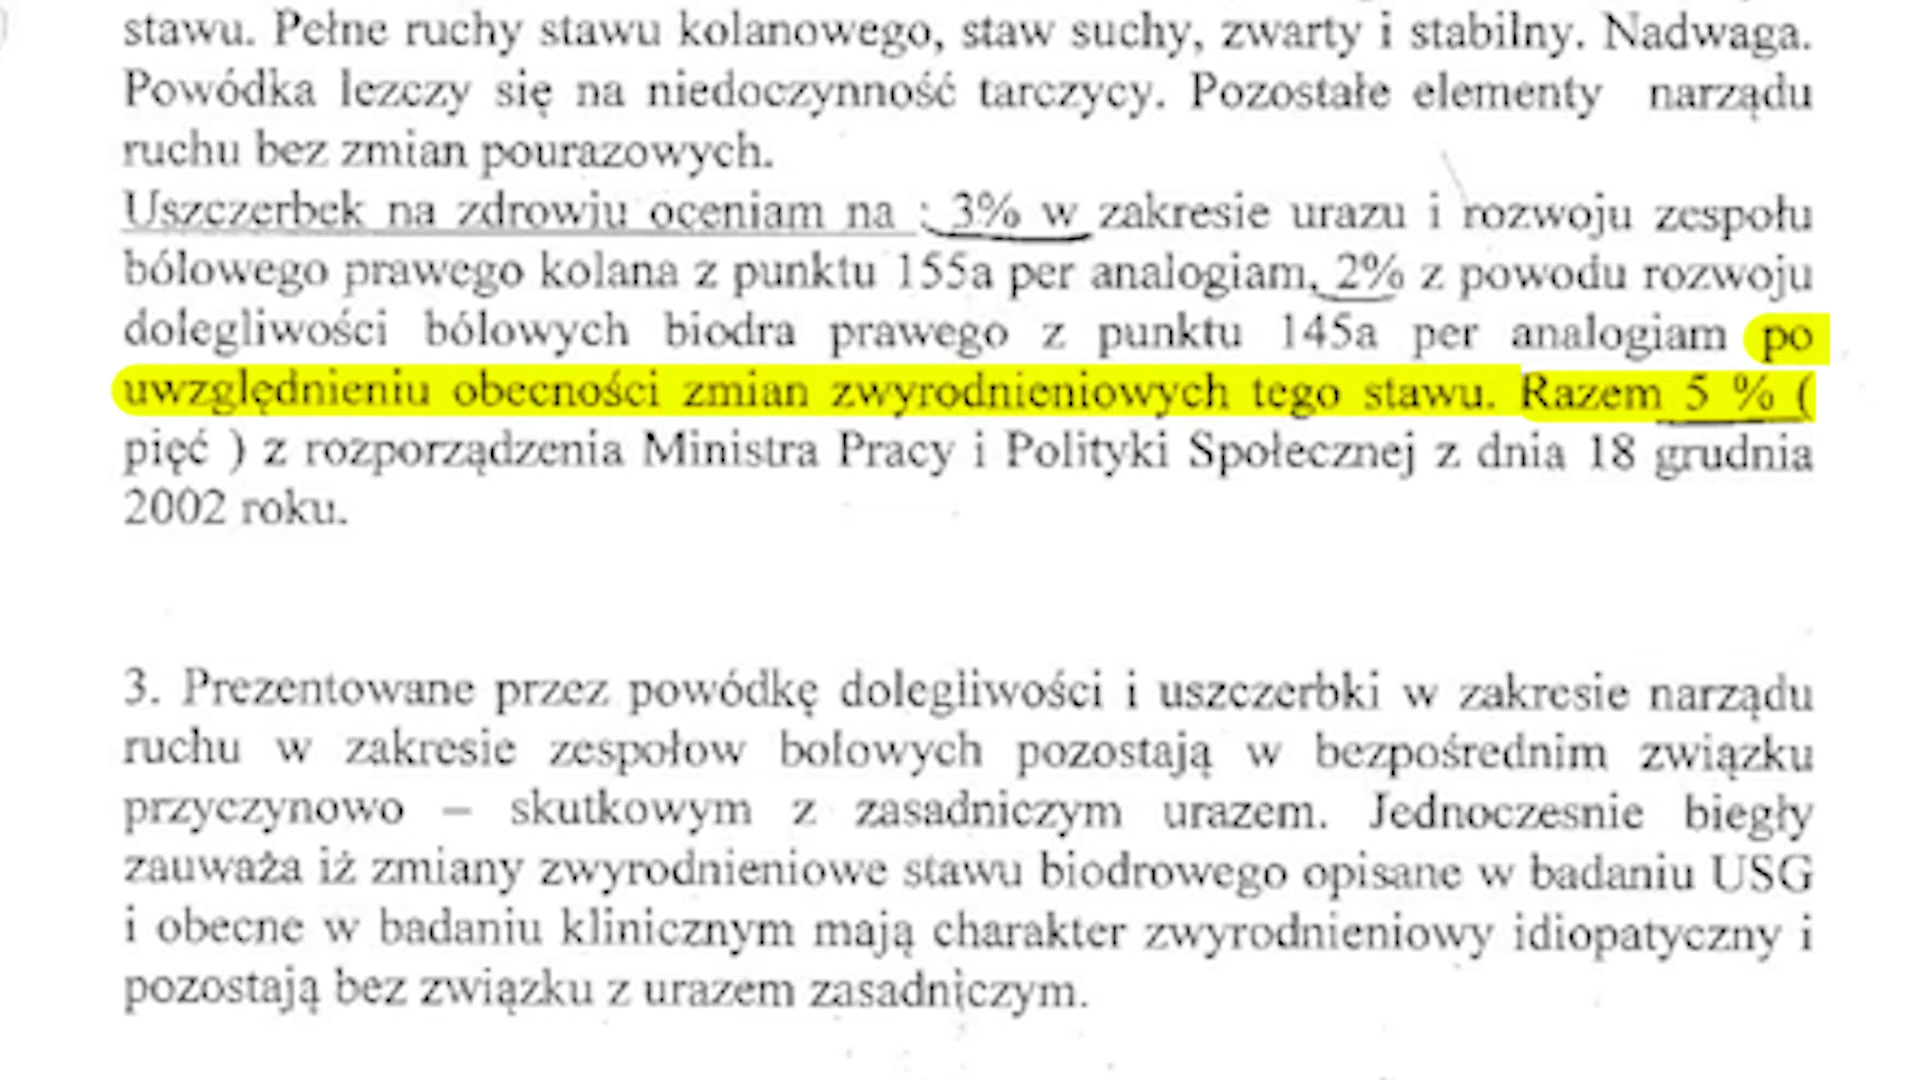 stawu. Pełne ruchy stawu kolanowego, staw suchy, zwarty i stabilny. Nadwaga.
Powódka lezczy się na niedoczynność tarczycy. Pozostałe elementy narządu
ruchu bez zmian pourazowych.
Uszczerbek na zdrowiu oceniam na : 3% w zakresie urazu i rozwoju zespołu
bólowego prawego kolana z punktu 155a per analogiam, 2% z powodu rozwoju
dolegliwości bólowych biodra prawego z punktu 145a per analogiam po
uwzględnieniu obecności zmian zwyrodnieniowych tego stawu. Razem 5 % (
pięć ) z rozporządzenia Ministra Pracy i Polityki Społecznej z dnia 18 grudnia
2002 roku.
3. Prezentowane przez powódkę dolegliwości i uszczerbki w zakresie narządu
ruchu w zakresie zespołow bolowych pozostają w bezpośrednim związku
przyczynowo – skutkowym z zasadniczym urazem. Jednoczesnie biegły
zauważa iż zmiany zwyrodnieniowe stawu biodrowego opisane w badaniu USG
i obecne w badaniu klinicznym mają charakter zwyrodnieniowy idiopatyczny i
pozostają bez związku z urazem zasadniczym.